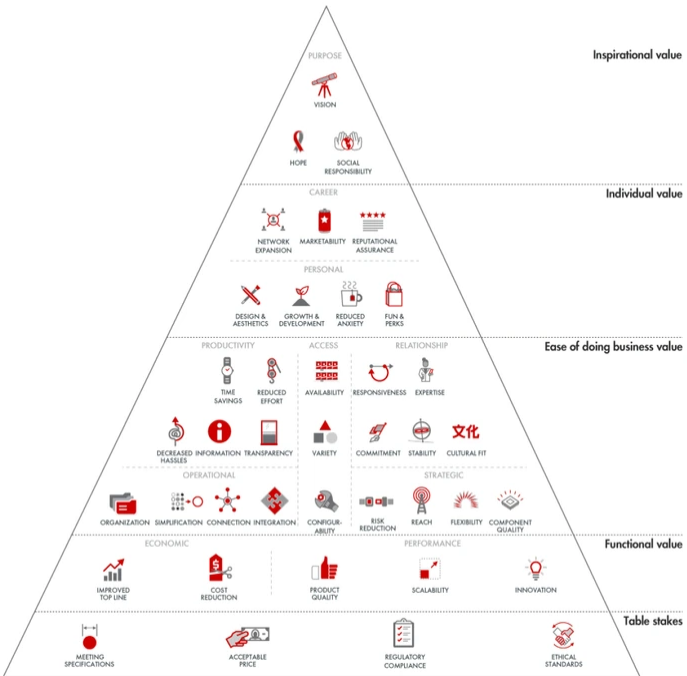 PURPOSE
Inspirational value
VISION
HOPE
SOCIAL
RESPONSIBILITY
CAREER
Individual value
NETWORK
EXPANSION
MARKETABILITY
REPUTATIONAL
ASSURANCE
PERSONAL
DESIGN &
AESTHETICS
GROWTH &
DEVELOPMENT
REDUCED
ANXIETY
FUN &
PERKS
PRODUCTIVITY
ACCESS
RELATIONSHIP
Ease of doing business value
TIME
SAVINGS
REDUCED
EFFORT
AVAILABILITY
RESPONSIVENESS
EXPERTISE
文化
DECREASED
HASSLES
INFORMATION
TRANSPARENCY
VARIETY
COMMITMENT
STABILITY
CULTURAL FIT
OPERATIONAL
STRATEGIC
ORGANIZATION
SIMPLIFICATION
CONNECTION
INTEGRATION
CONFIGUR-
ABILITY
RISK
REDUCTION
REACH
FLEXIBILITY
COMPONENT
QUALITY
ECONOMIC
PERFORMANCE
Functional value
$
IMPROVED
TOP LINE
COST
REDUCTION
PRODUCT
QUALITY
SCALABILITY
INNOVATION
Table stakes
MEETING
SPECIFICATIONS
ACCEPTABLE
PRICE
REGULATORY
COMPLIANCE
ETHICAL
STANDARDS